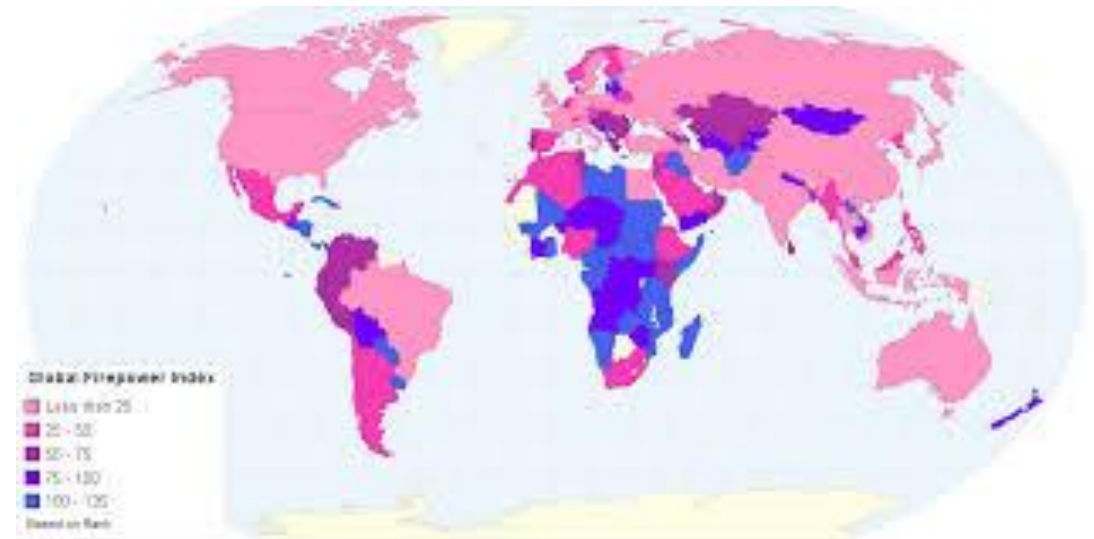 Global Firepower Index
Less than 25
25 - 50
50 - 75
75 - 100
100 - 125
Based on Rank